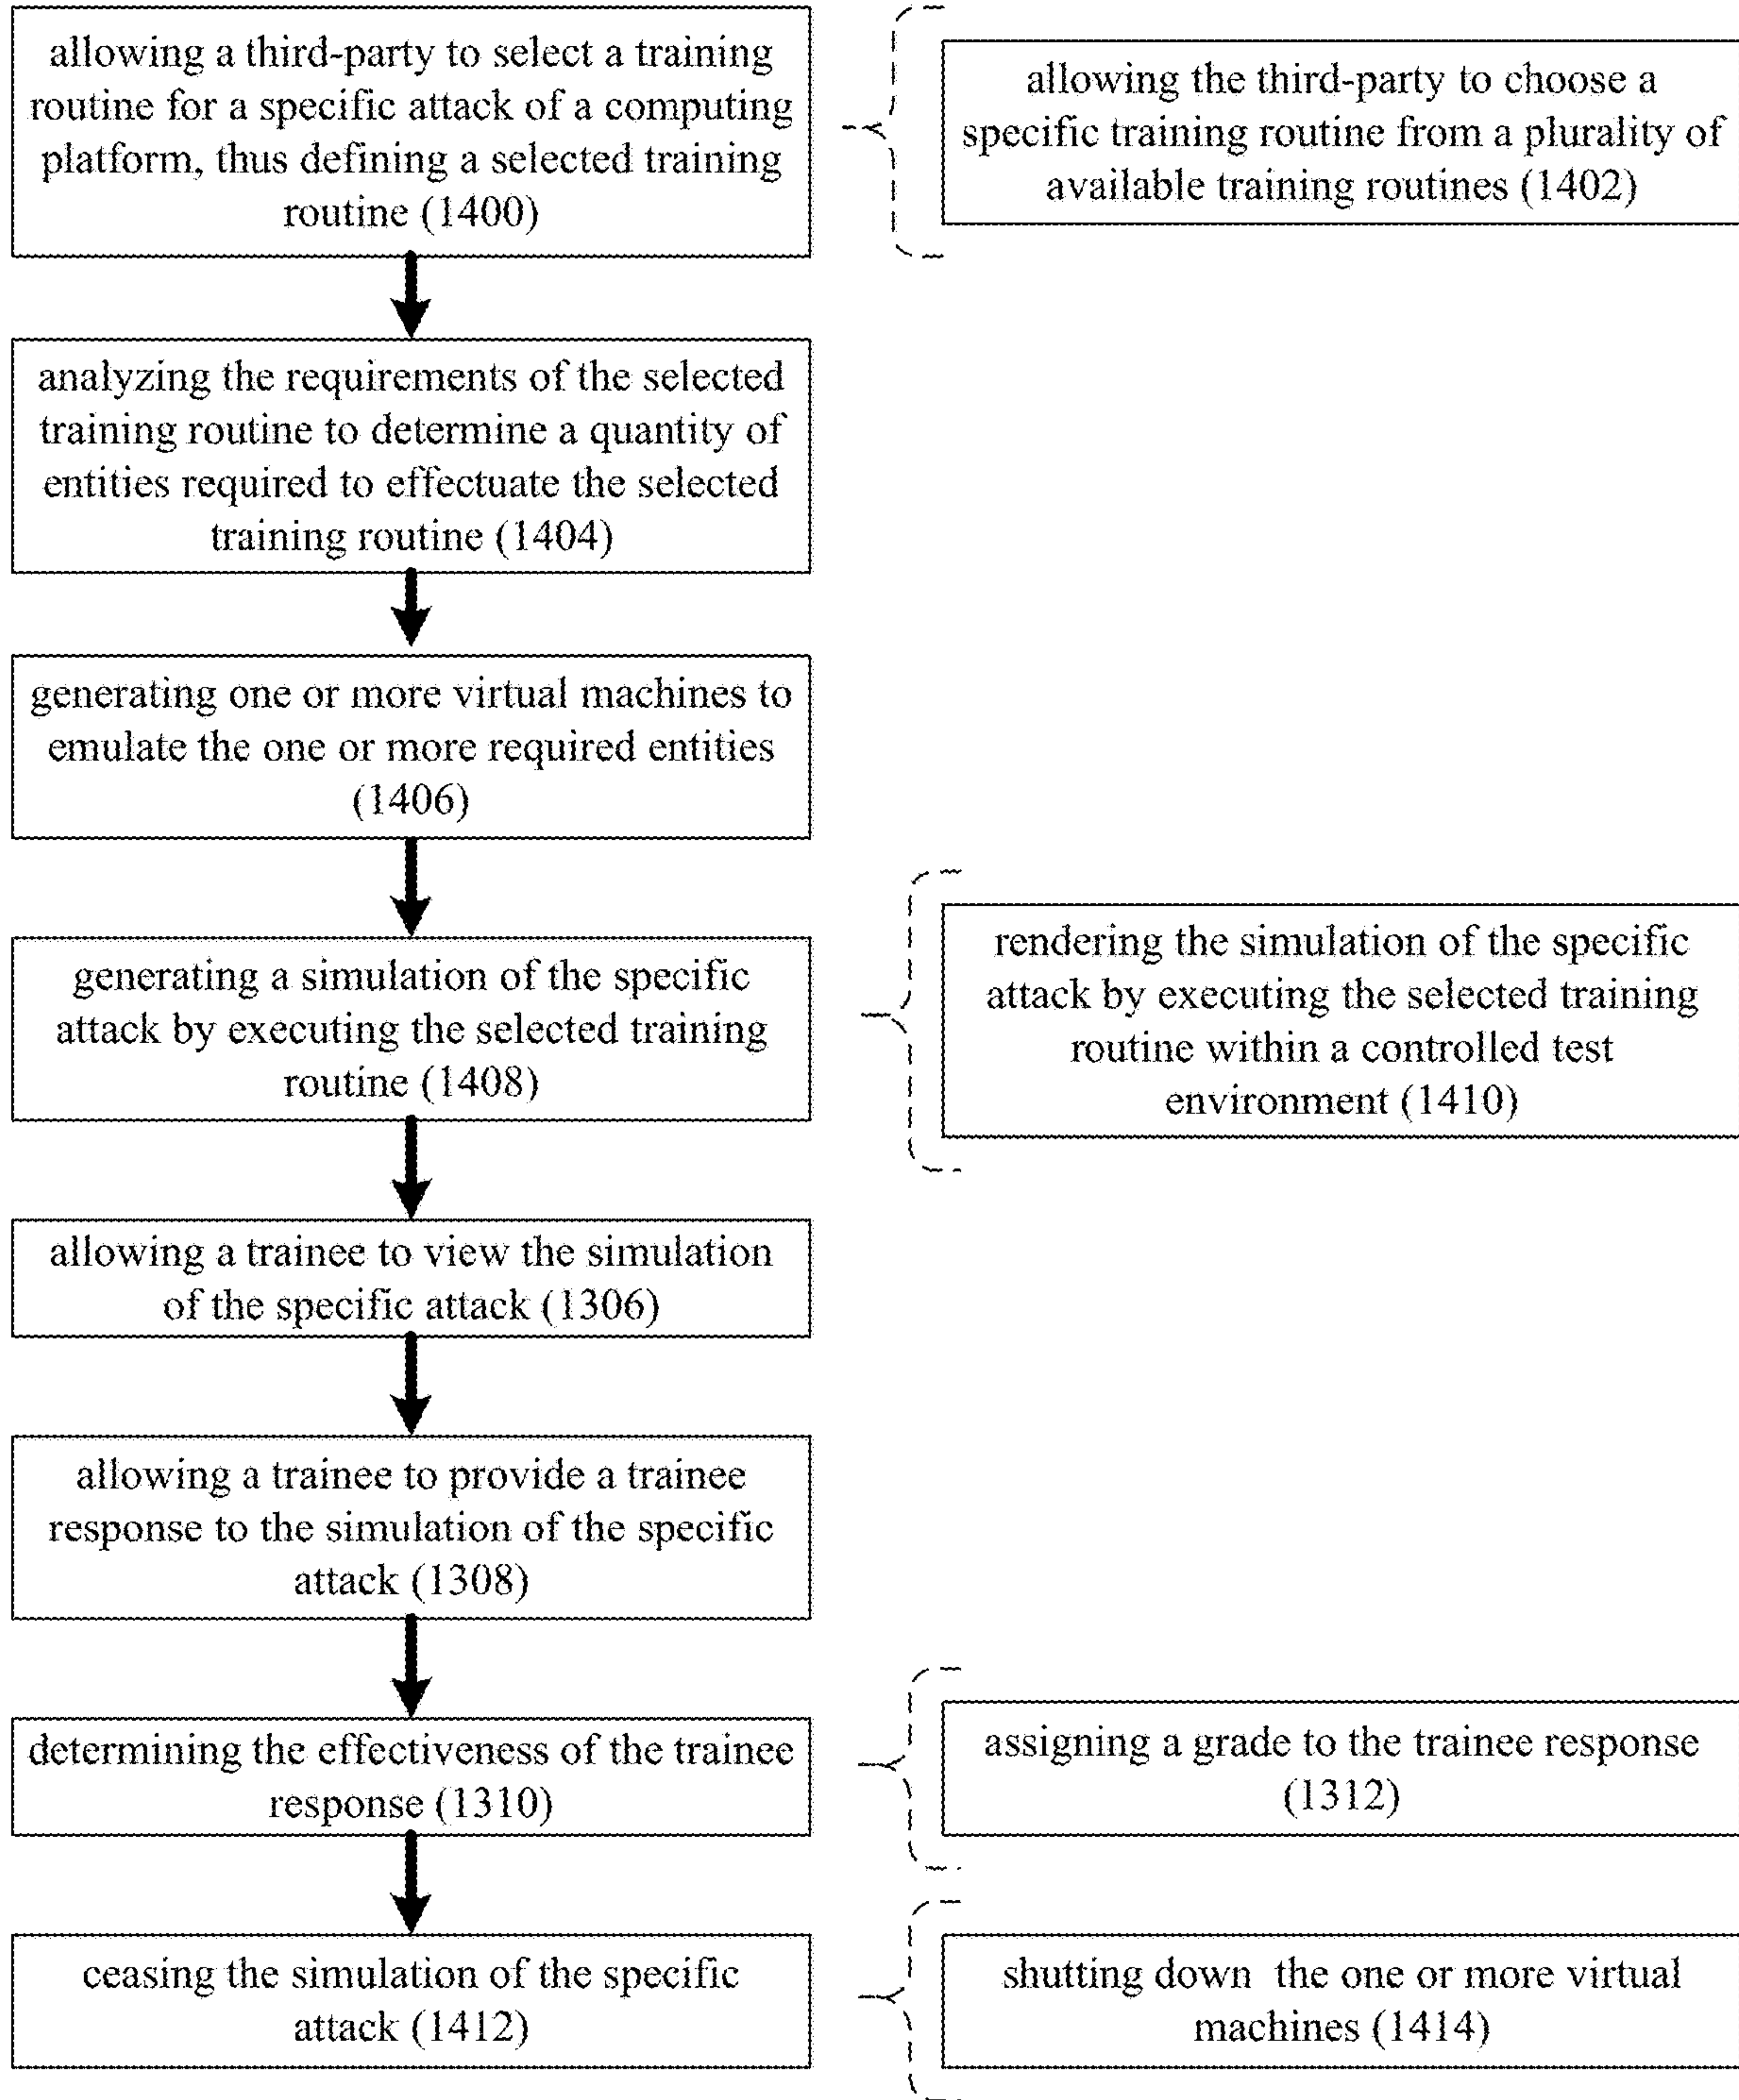 allowing a third-party to select a training
routine for a specific attack of a computing
platform, thus defining a selected training
routine (1400)
allowing the third-party to choose a
specific training routine from a plurality of
available training routines (1402)
analyzing the requirements of the selected
training routine to determine a quantity of
entities required to effectuate the selected
training routine (1404)
generating one or more virtual machines to
emulate the one or more required entities
(1406)
generating a simulation of the specific
attack by executing the selected training
routine (1408)
rendering the simulation of the specific
attack by executing the selected training
routine within a controlled test
environment (1410)
allowing a trainee to view the simulation
of the specific attack (1306)
allowing a trainee to provide a trainee
response to the simulation of the specific
attack (1308)
determining the effectiveness of the trainee
response (1310)
assigning a grade to the trainee response
(1312)
ceasing the simulation of the specific
attack (1412)
shutting down the one or more virtual
machines (1414)